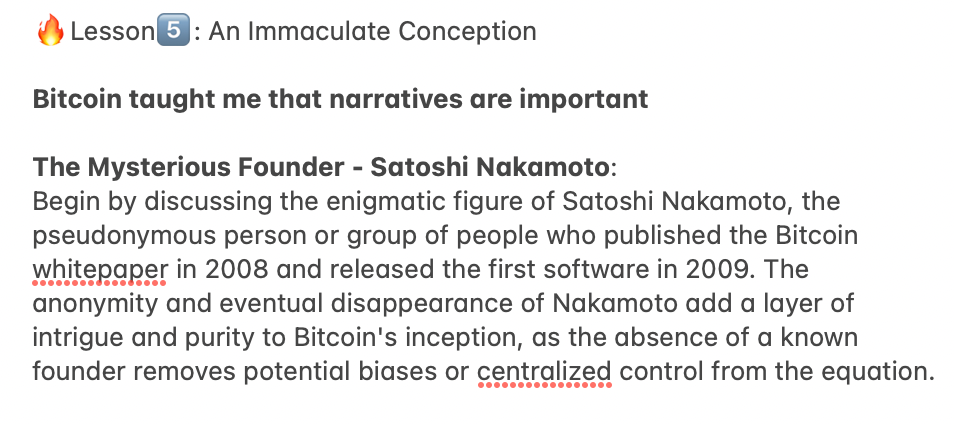 🔥Lesson5️⃣: An Immaculate Conception
Bitcoin taught me that narratives are important
The Mysterious Founder - Satoshi Nakamoto:
Begin by discussing the enigmatic figure of Satoshi Nakamoto, the
pseudonymous person or group of people who published the Bitcoin
whitepaper in 2008 and released the first software in 2009. The
anonymity and eventual disappearance of Nakamoto add a layer of
intrigue and purity to Bitcoin's inception, as the absence of a known
founder removes potential biases or centralized control from the equation.